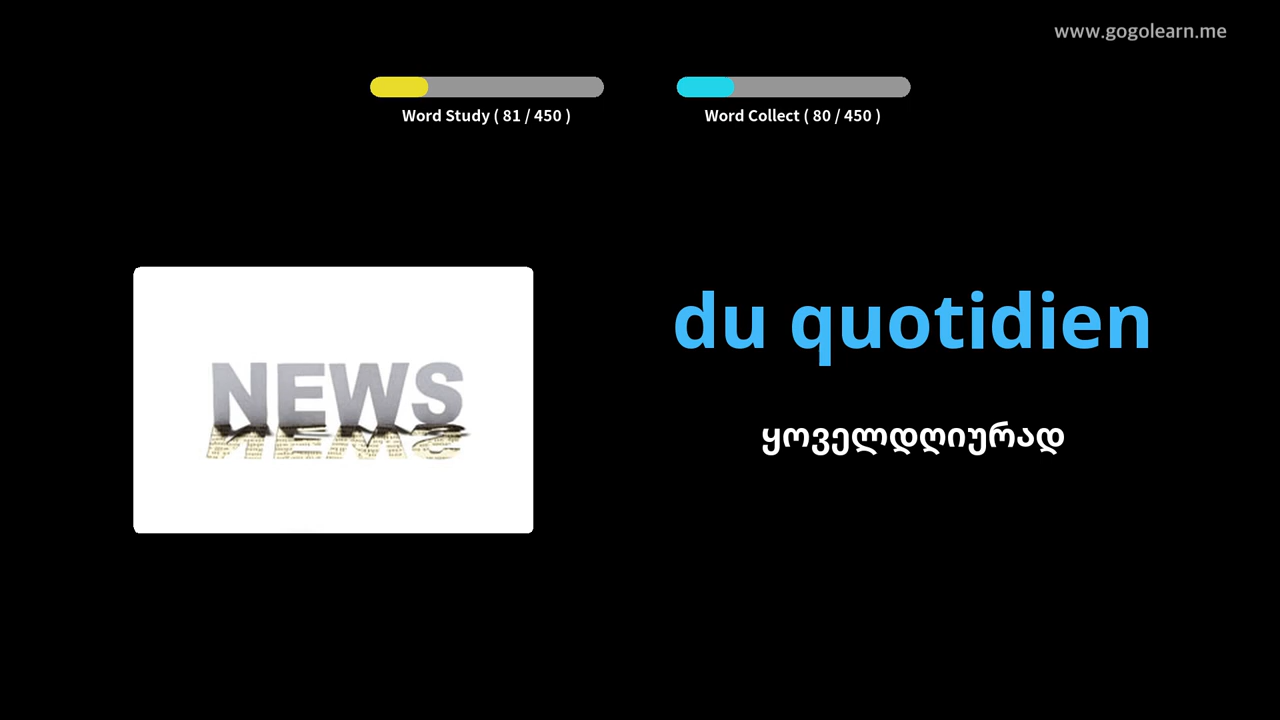 www.gogolearn.me
Word Study ( 81 / 450 )
Word Collect ( 80 / 450 )
NEWS
du quotidien
ყოველდღიურად